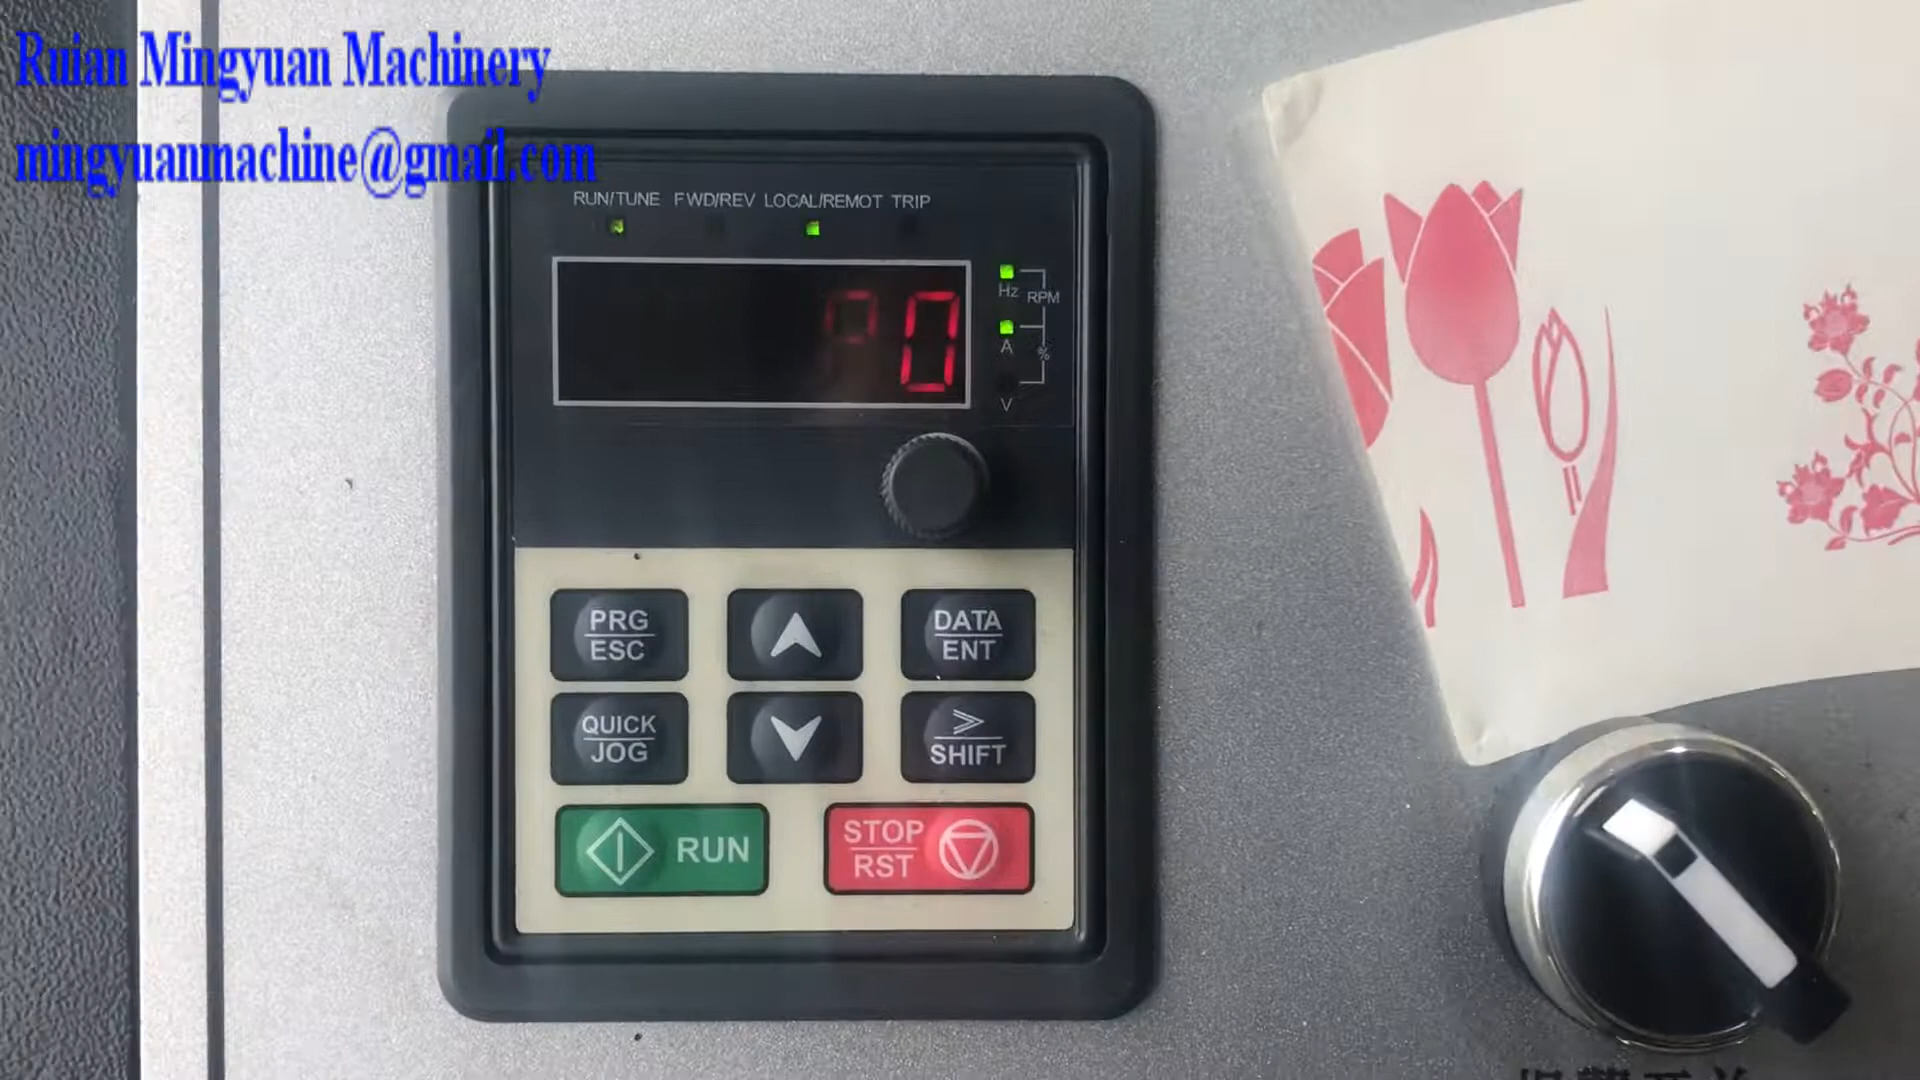 Ruian Mingyuan Machinery
mingyuanmachine@gmail.com
RUN/TUNE FWD/REV LOCAL/REMOT TRIP
0
Hz
RPM
A
%
V
PRG
ESC
DATA
ENT
QUICK
JOG
SHIFT
RUN
STOP
RST